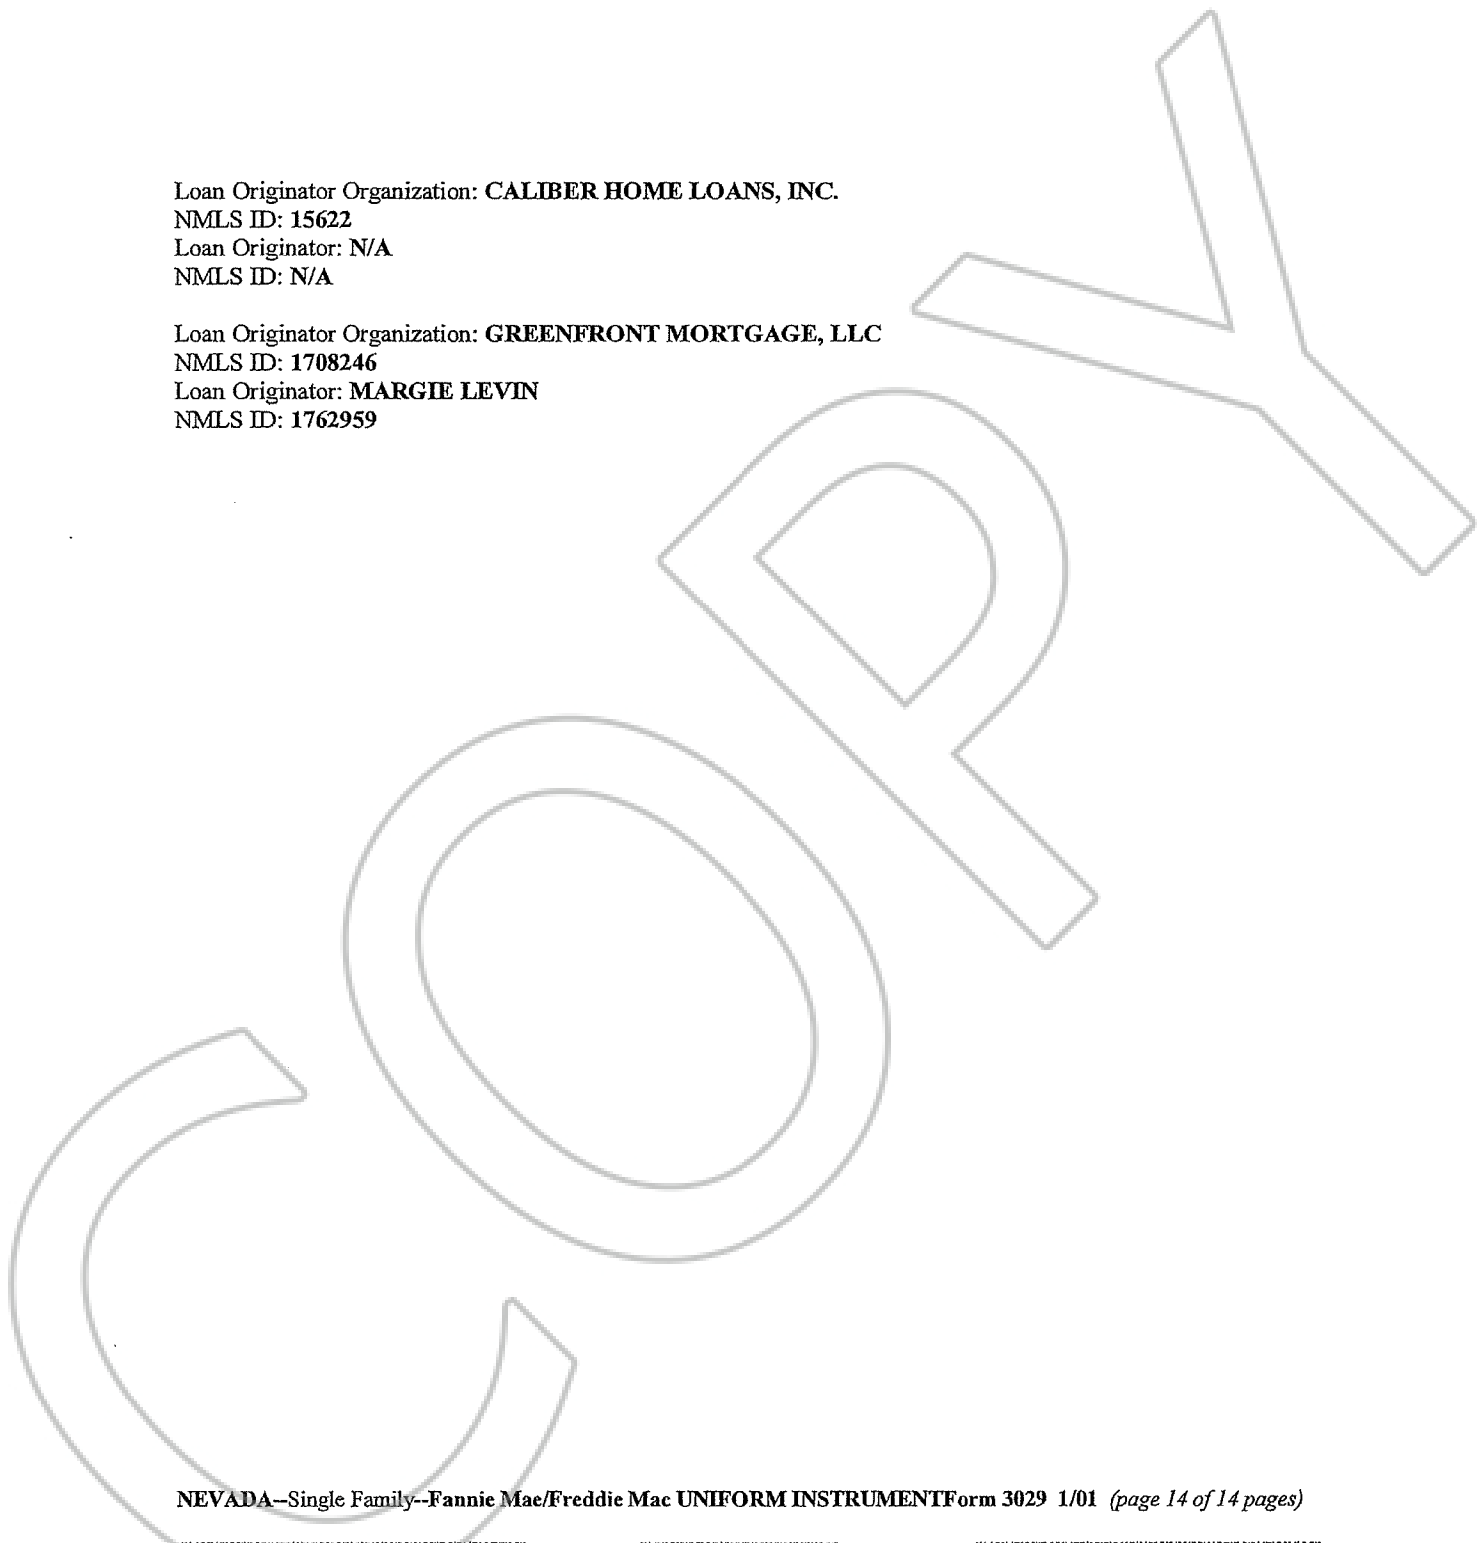 Loan Originator Organization: CALIBER HOME LOANS, INC.
NMLS ID: 15622
Loan Originator: N/A
NMLS ID: N/A
Loan Originator Organization: GREENFRONT MORTGAGE, LLC
NMLS ID: 1708246
Loan Originator: MARGIE LEVIN
NMLS ID: 1762959
COPY
NEVADA--Single Family--Fannie Mae/Freddie Mac UNIFORM INSTRUMENTForm 3029 1/01 (page 14 of 14 pages)